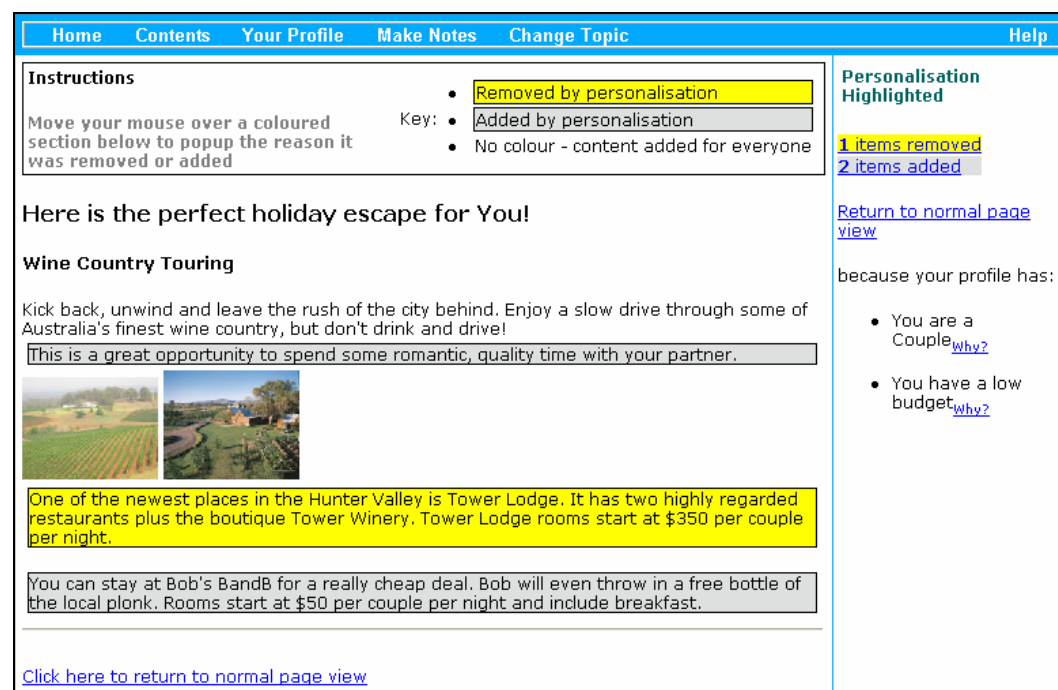 Home Contents Your Profile Make Notes Change Topic Help
Instructions
Move your mouse over a coloured
section below to popup the reason it
was removed or added
Key:
• Removed by personalisation
• Added by personalisation
• No colour - content added for everyone
Here is the perfect holiday escape for You!
Wine Country Touring
Kick back, unwind and leave the rush of the city behind. Enjoy a slow drive through some of
Australia's finest wine country, but don't drink and drive!
This is a great opportunity to spend some romantic, quality time with your partner.
One of the newest places in the Hunter Valley is Tower Lodge. It has two highly regarded
restaurants plus the boutique Tower Winery. Tower Lodge rooms start at $350 per couple
per night.
You can stay at Bob's BandB for a really cheap deal. Bob will even throw in a free bottle of
the local plonk. Rooms start at $50 per couple per night and include breakfast.
Click here to return to normal page view
Personalisation
Highlighted
1 items removed
2 items added
Return to normal page
view
because your profile has:
• You are a
Couple Why?
• You have a low
budget Why?